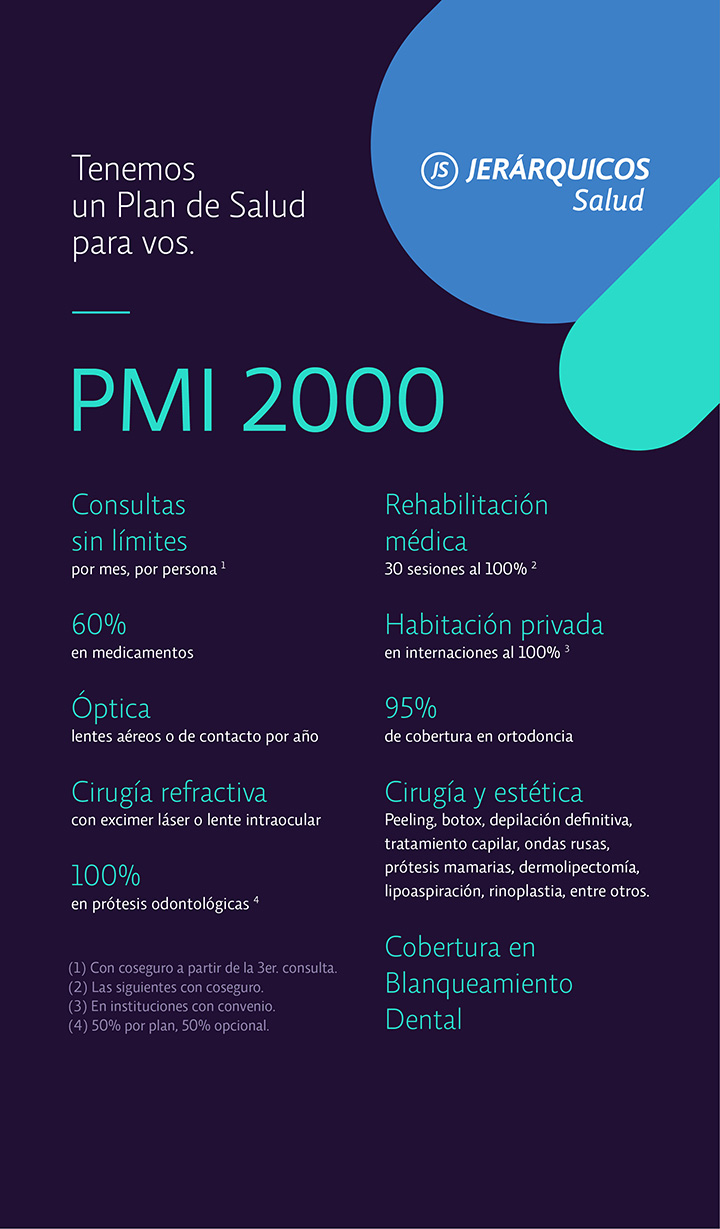 Tenemos
un Plan de Salud
para vos.
JS JERÁRQUICOS
Salud
PMI 2000
Consultas
sin límites
por mes, por persona ¹
60%
en medicamentos
Óptica
lentes aéreos o de contacto por año
Cirugía refractiva
con excimer láser o lente intraocular
100%
en prótesis odontológicas ⁴
(1) Con coseguro a partir de la 3er. consulta.
(2) Las siguientes con coseguro.
(3) En instituciones con convenio.
(4) 50% por plan, 50% opcional.
Rehabilitación
médica
30 sesiones al 100% ²
Habitación privada
en internaciones al 100% ³
95%
de cobertura en ortodoncia
Cirugía y estética
Peeling, botox, depilación definitiva,
tratamiento capilar, ondas rusas,
prótesis mamarias, dermolipectomía,
lipoaspiración, rinoplastia, entre otros.
Cobertura en
Blanqueamiento
Dental